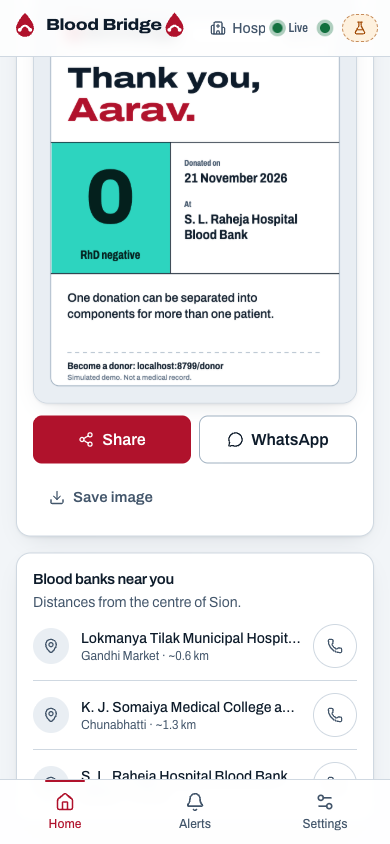 Blood Bridge
Hosp
Live
Thank you,
Aarav.
O
RhD negative
Donated on
21 November 2026
At
S. L. Raheja Hospital
Blood Bank
One donation can be separated into
components for more than one patient.
Become a donor: localhost:8799/donor
Simulated demo. Not a medical record.
Share
WhatsApp
Save image
Blood banks near you
Distances from the centre of Sion.
Lokmanya Tilak Municipal Hospit...
Gandhi Market · ~0.6 km
K. J. Somaiya Medical College a...
Chunabhatti · ~1.3 km
S. L. Raheja Hospital Blood Bank
Home
Alerts
Settings